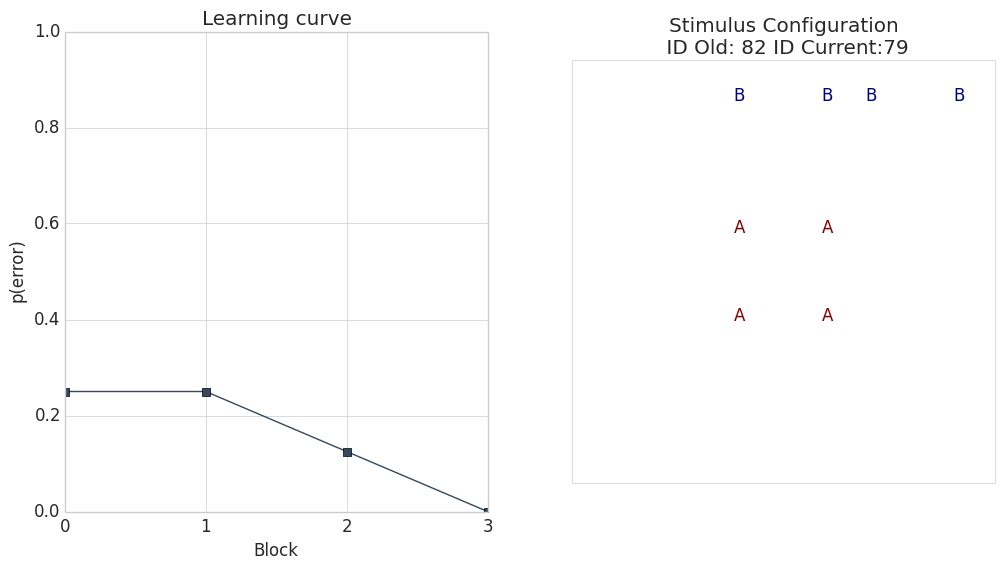 Learning curve
1.0
0.8
0.6
0.4
0.2
0.0
p(error)
0 1 2 3
Block
Stimulus Configuration
ID Old: 82 ID Current:79
B B B B
A A
A A